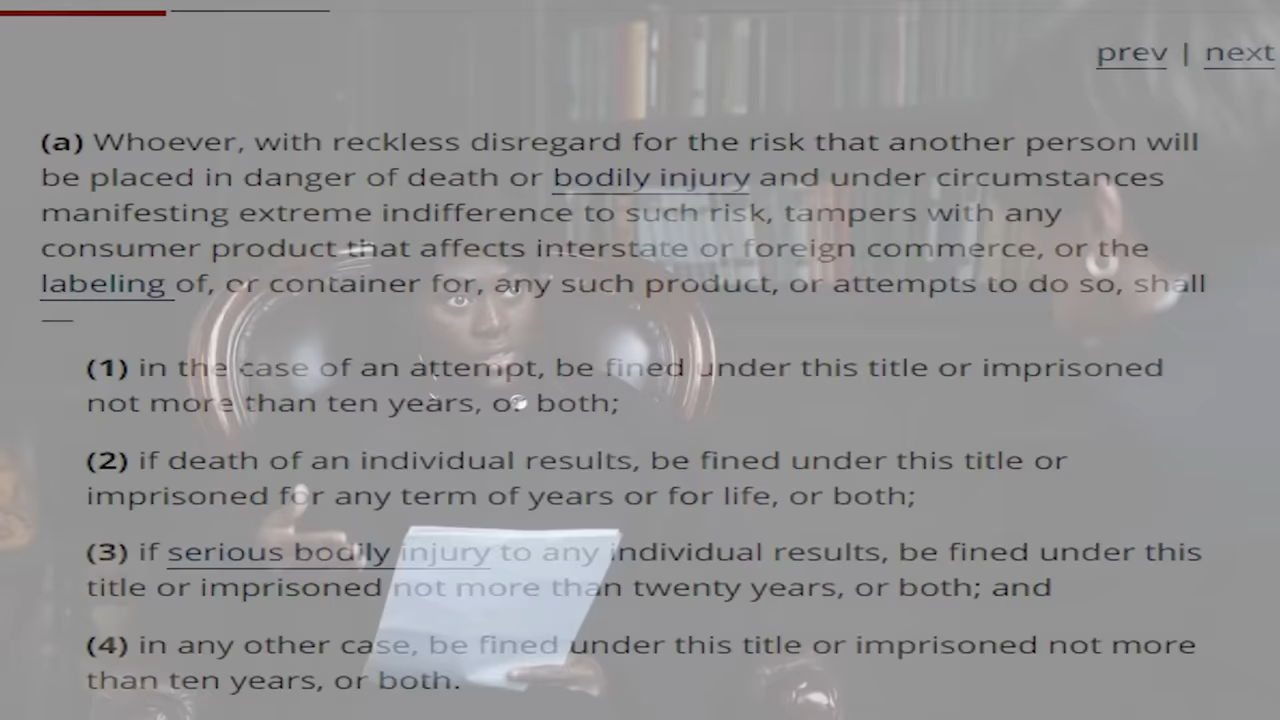 prev | next
(a) Whoever, with reckless disregard for the risk that another person will
be placed in danger of death or bodily injury and under circumstances
manifesting extreme indifference to such risk, tampers with any
consumer product that affects interstate or foreign commerce, or the
labeling of, or container for, any such product, or attempts to do so, shall
—
(1) in the case of an attempt, be fined under this title or imprisoned
not more than ten years, or both;
(2) if death of an individual results, be fined under this title or
imprisoned for any term of years or for life, or both;
(3) if serious bodily injury to any individual results, be fined under this
title or imprisoned not more than twenty years, or both; and
(4) in any other case, be fined under this title or imprisoned not more
than ten years, or both.